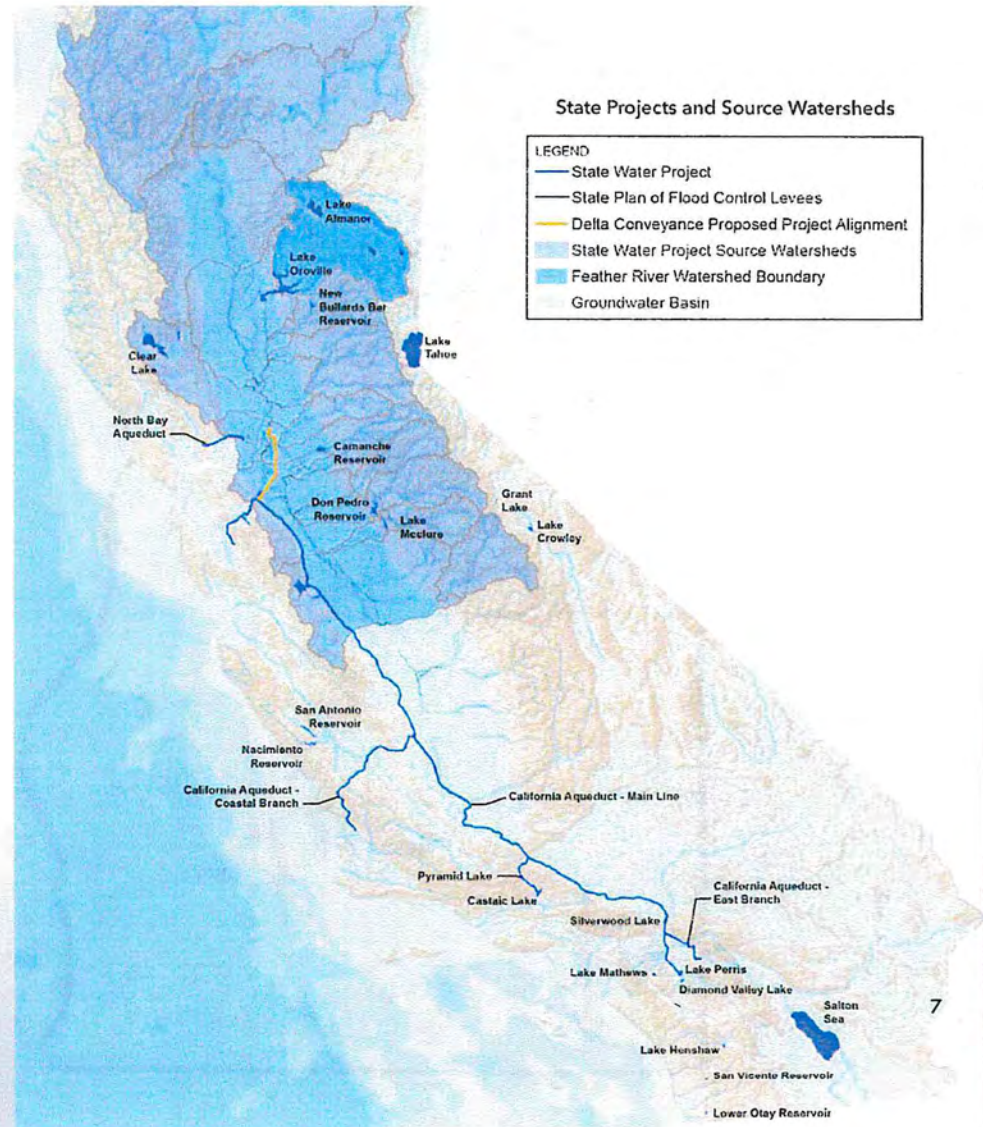 State Projects and Source Watersheds
LEGEND
State Water Project
State Plan of Flood Control Levees
Delta Conveyance Proposed Project Alignment
State Water Project Source Watersheds
Feather River Watershed Boundary
Groundwater Basin
Lake
Almanor
Lake
Oroville
New
Bullards Bar
Reservoir
Lake
Tahoe
Clear
Lake
North Bay
Aqueduct
Camanche
Reservoir
Don Pedro
Reservoir
Lake
Mcclure
Grant
Lake
Lake
Crowley
San Antonio
Reservoir
Nacimiento
Reservoir
California Aqueduct -
Coastal Branch
California Aqueduct - Main Line
Pyramid Lake
Castaic Lake
California Aqueduct -
East Branch
Silverwood Lake
Lake Mathews
Lake Perris
Diamond Valley Lake
Salton
Sea
7
Lake Henshaw
San Vicente Reservoir
Lower Otay Reservoir